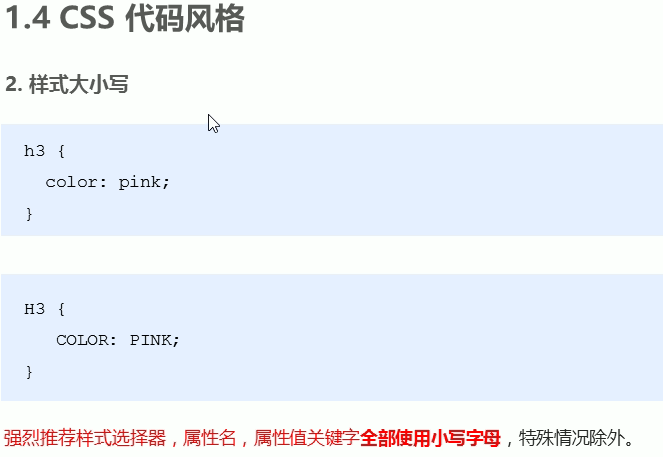 1.4 CSS 代码风格
2. 样式大小写
h3 {
color: pink;
}
H3 {
COLOR: PINK;
}
强烈推荐样式选择器，属性名，属性值关键字全部使用小写字母，特殊情况除外。